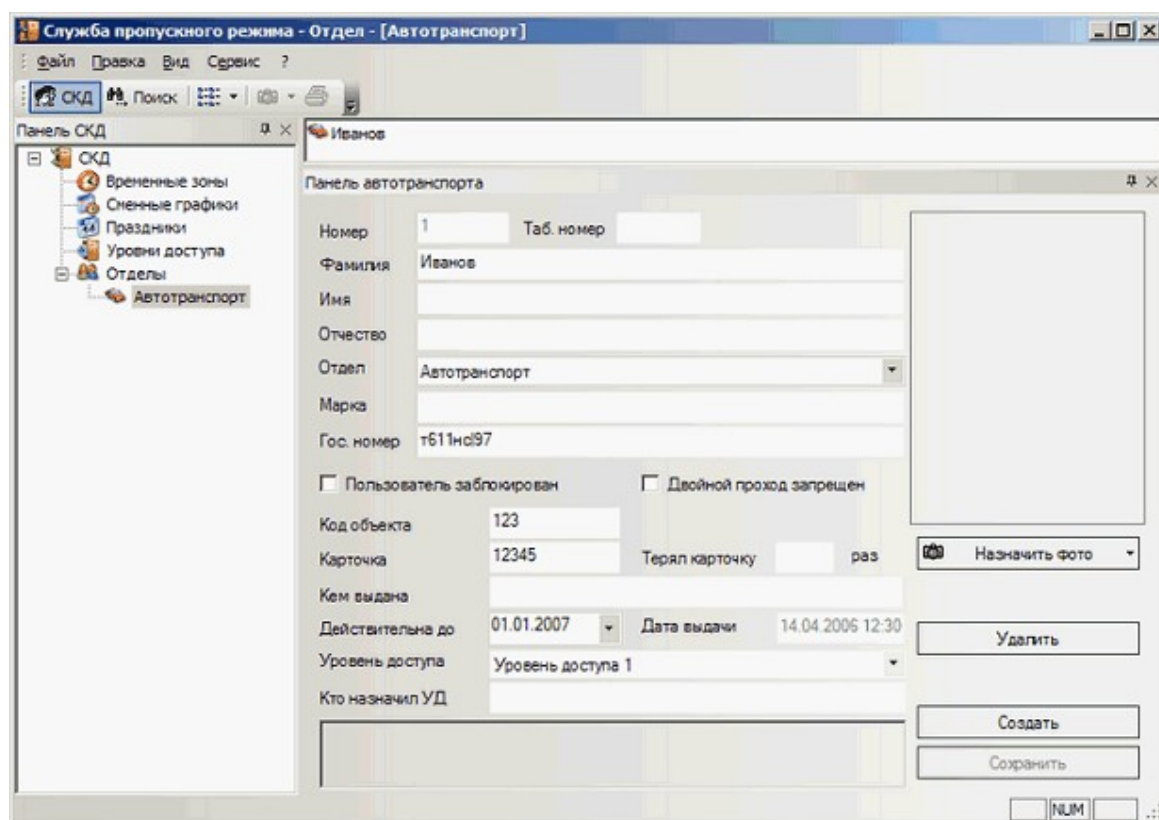 Служба пропускного режима - Отдел - [Автотранспорт]
Файл Правка Вид Сервис ?
СКД Поиск
Панель СКД
СКД
Временные зоны
Сменные графики
Праздники
Уровни доступа
Отделы
Автотранспорт
Иванов
Панель автотранспорта
Номер 1 Таб. номер
Фамилия Иванов
Имя
Отчество
Отдел Автотранспорт
Марка
Гос. номер т611нс|97
Пользователь заблокирован Двойной проход запрещен
Код объекта 123
Карточка 12345 Терял карточку раз
Кем выдана
Действительна до 01.01.2007 Дата выдачи 14.04.2006 12:30
Уровень доступа Уровень доступа 1
Кто назначил УД
Назначить фото
Удалить
Создать
Сохранить
NUM